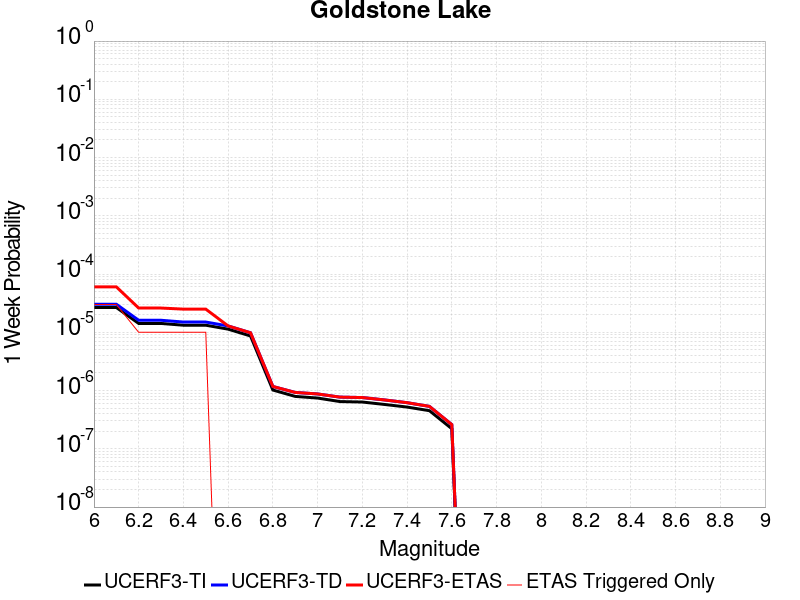 Goldstone Lake
10^0
10^-1
10^-2
10^-3
10^-4
10^-5
10^-6
10^-7
10^-8
1 Week Probability
6 6.2 6.4 6.6 6.8 7 7.2 7.4 7.6 7.8 8 8.2 8.4 8.6 8.8 9
Magnitude
UCERF3-TI UCERF3-TD UCERF3-ETAS ETAS Triggered Only